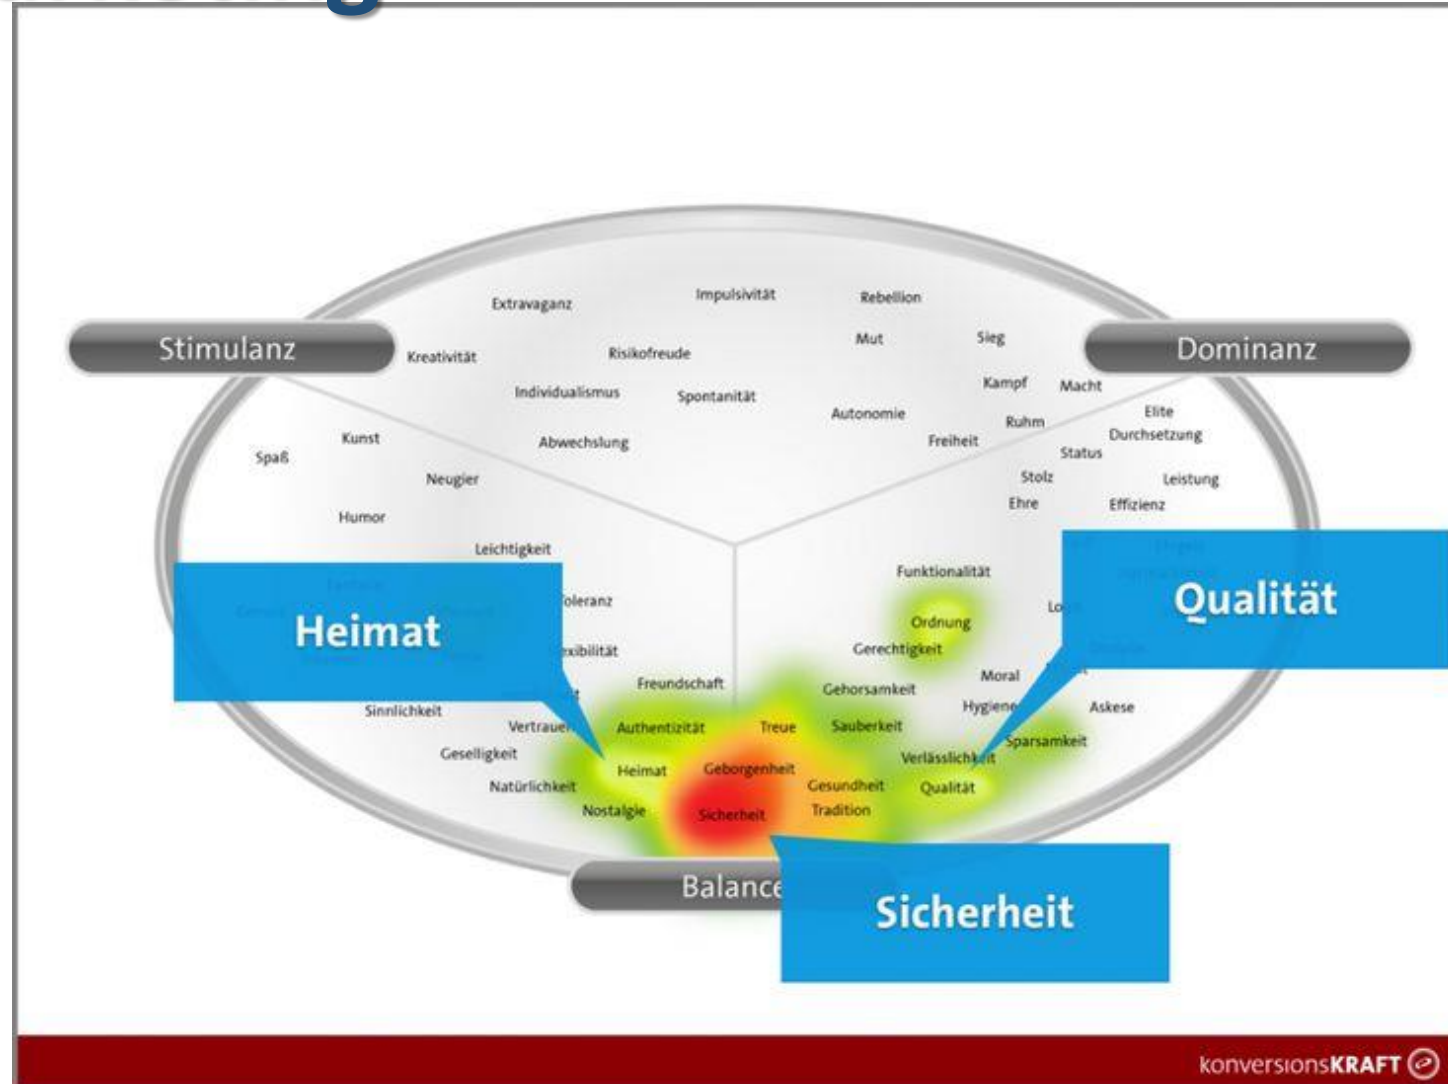 Extravaganz
Impulsivität
Rebellion
Stimulanz
Kreativität
Risikofreude
Mut
Sieg
Dominanz
Individualismus
Spontanität
Kampf
Macht
Autonomie
Ruhm
Elite
Kunst
Abwechslung
Freiheit
Durchsetzung
Spaß
Status
Neugier
Stolz
Leistung
Humor
Ehre
Effizienz
Leichtigkeit
Funktionalität
Heimat
Qualität
Ordnung
Gerechtigkeit
Freundschaft
Gehorsamkeit
Moral
Sinnlichkeit
Hygiene
Askese
Authentizität
Treue
Sauberkeit
Geselligkeit
Sparsamkeit
Verlässlichkeit
Heimat
Geborgenheit
Natürlichkeit
Gesundheit
Qualität
Nostalgie
Sicherheit
Tradition
Balance
Sicherheit
konversionsKRAFT